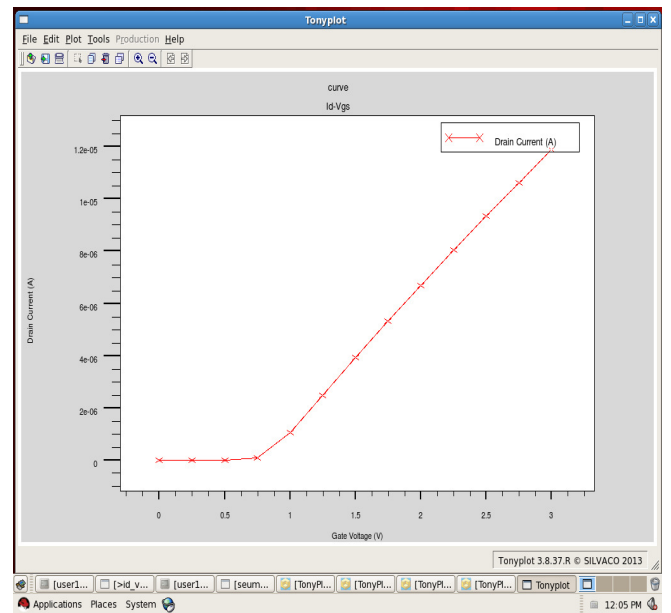 Tonyplot
File Edit Plot Tools Production Help
curve
Id-Vgs
Drain Current (A)
1.2e-05
1e-05
8e-06
6e-06
4e-06
2e-06
0
Drain Current (A)
0 0.5 1 1.5 2 2.5 3
Gate Voltage (V)
Tonyplot 3.8.37.R © SILVACO 2013
[user1... [>id_v... [user1... [seum... [TonyPl... [TonyPl... [TonyPl... [TonyPl... Tonyplot
Applications Places System 12:05 PM